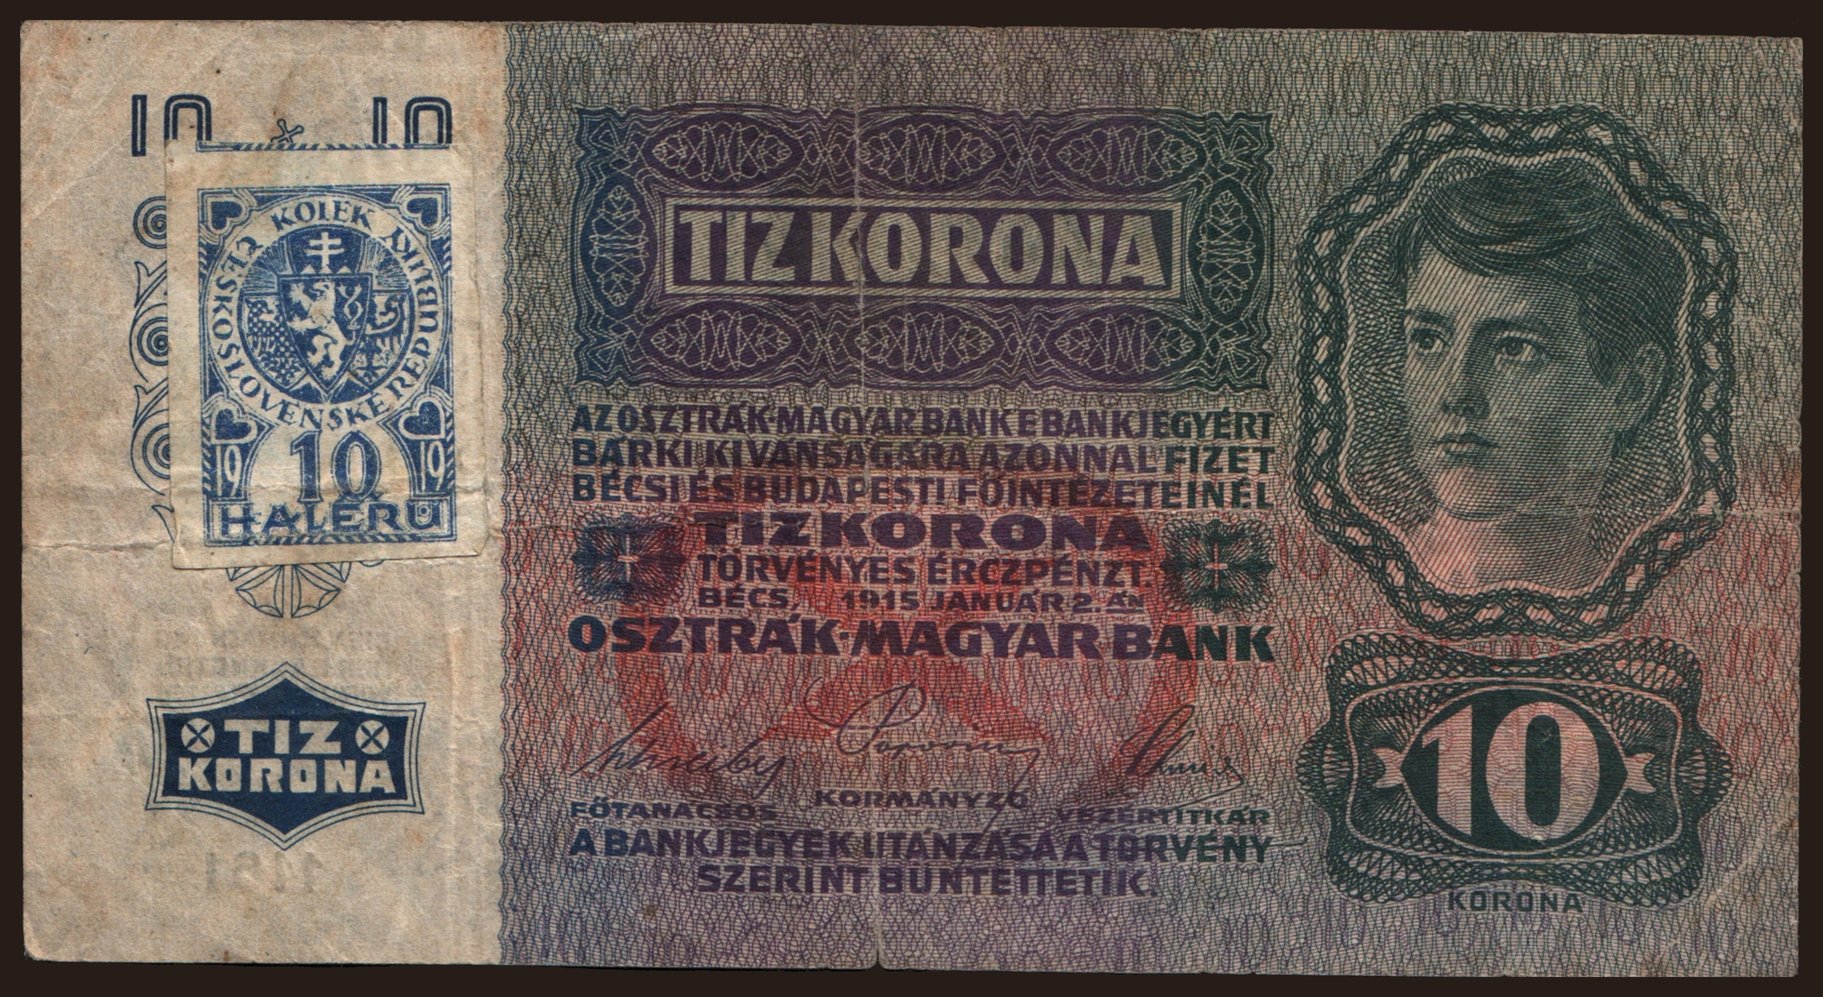 10 10
KOLEK ČESKOSLOVENSKÉ REPUBLIKY
19 10 19
HALÉŘŮ
TIZ
KORONA
TIZ KORONA
AZ OSZTRÁK-MAGYAR BANK E BANKJEGYÉRT
BÁRKI KIVÁNSÁGÁRA AZONNAL FIZET
BÉCSI ÉS BUDAPESTI FŐINTÉZETEINÉL
TIZ KORONA
TÖRVÉNYES ÉRCZPÉNZT.
BÉCS, 1915 JANUÁR 2.ÁN
OSZTRÁK-MAGYAR BANK
FŐTANÁCSOS KORMÁNYZÓ VEZÉRTITKÁR
A BANKJEGYEK UTÁNZÁSA A TÖRVÉNY
SZERINT BÜNTETTETIK.
10
KORONA